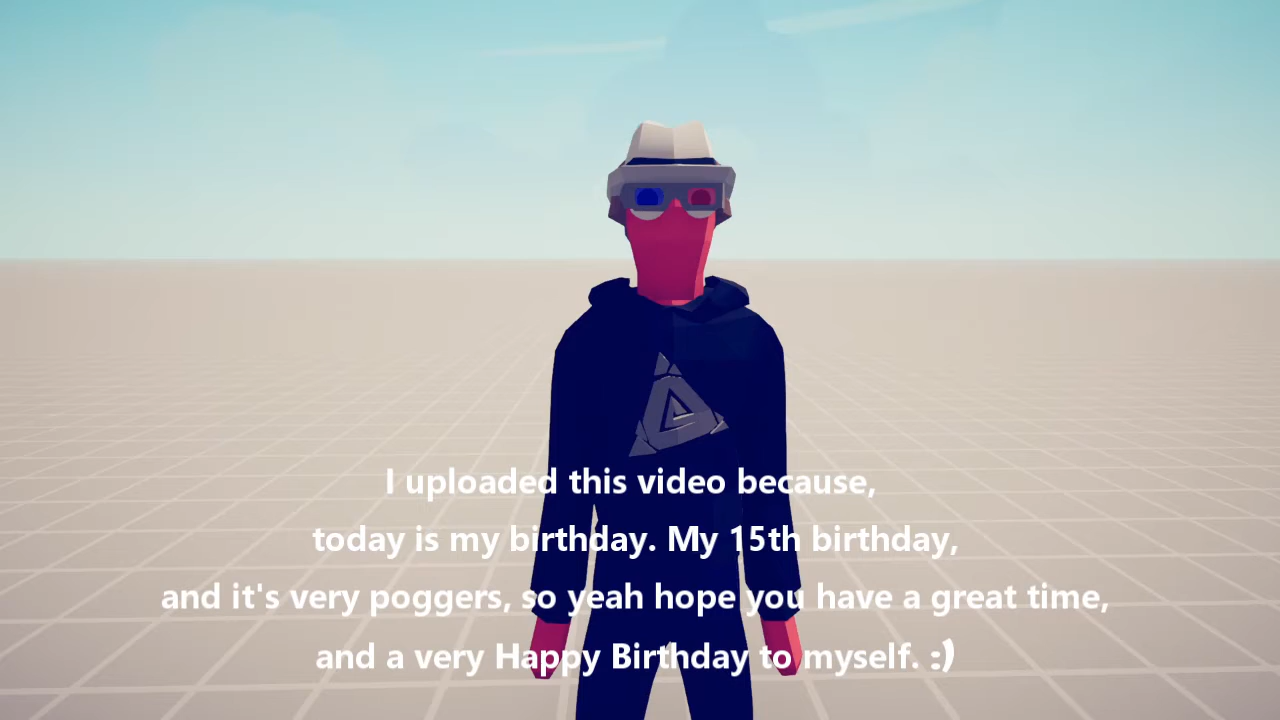 I uploaded this video because,
today is my birthday. My 15th birthday,
and it's very poggers, so yeah hope you have a great time,
and a very Happy Birthday to myself. :)